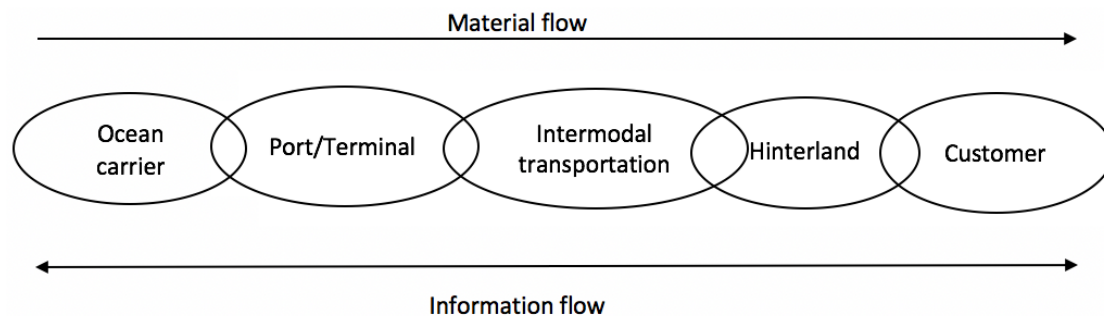 Material flow
Ocean
carrier
Port/Terminal
Intermodal
transportation
Hinterland
Customer
Information flow